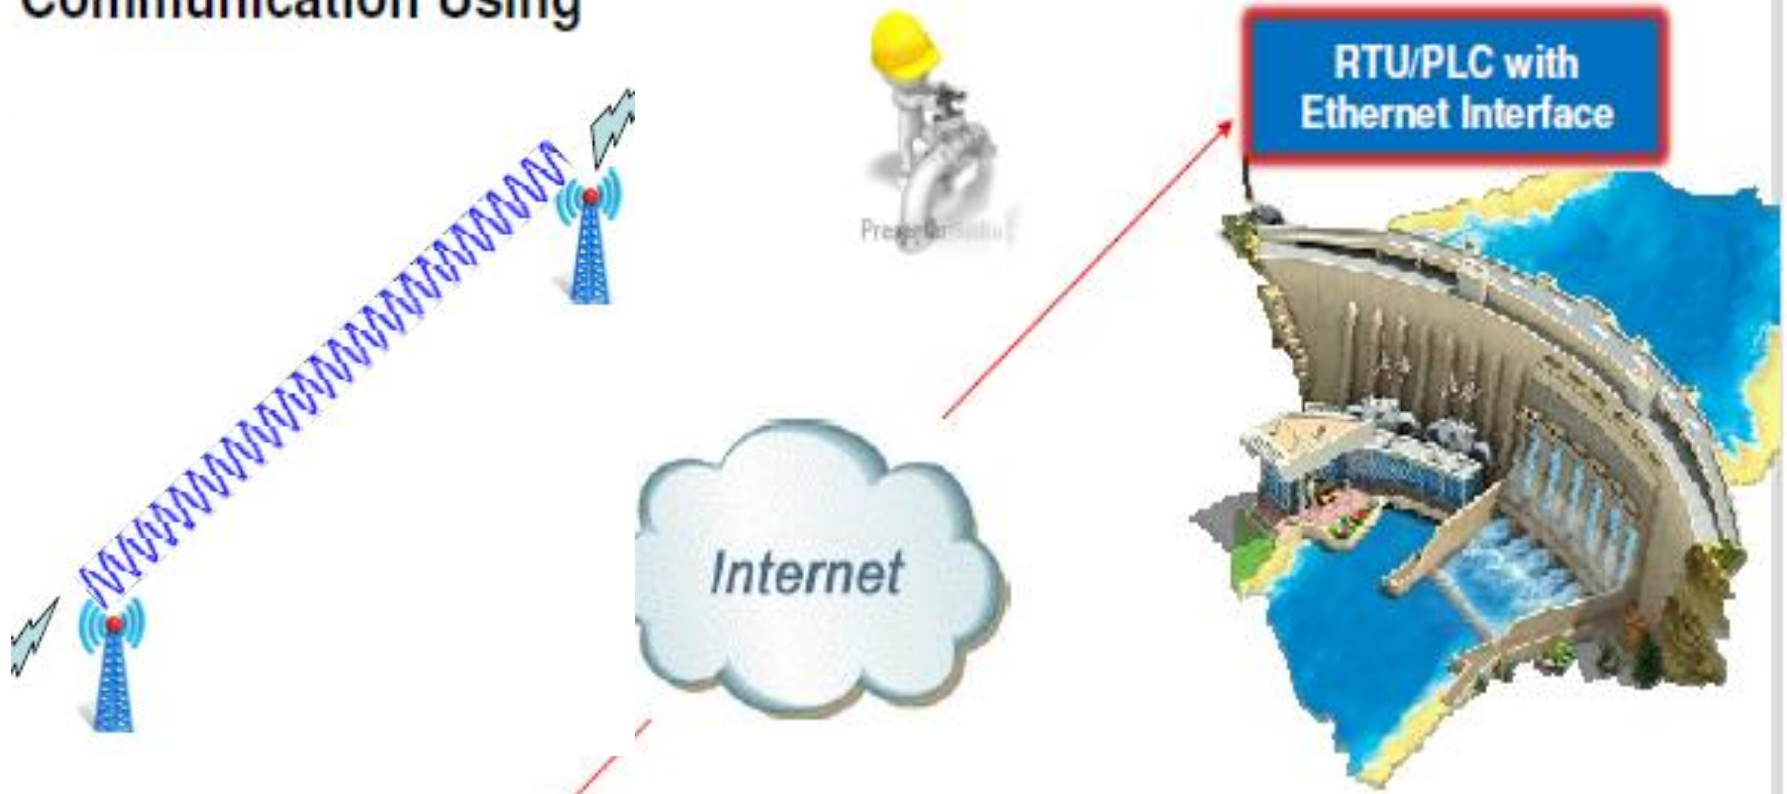 Communication Using
RTU/PLC with
Ethernet Interface
Internet